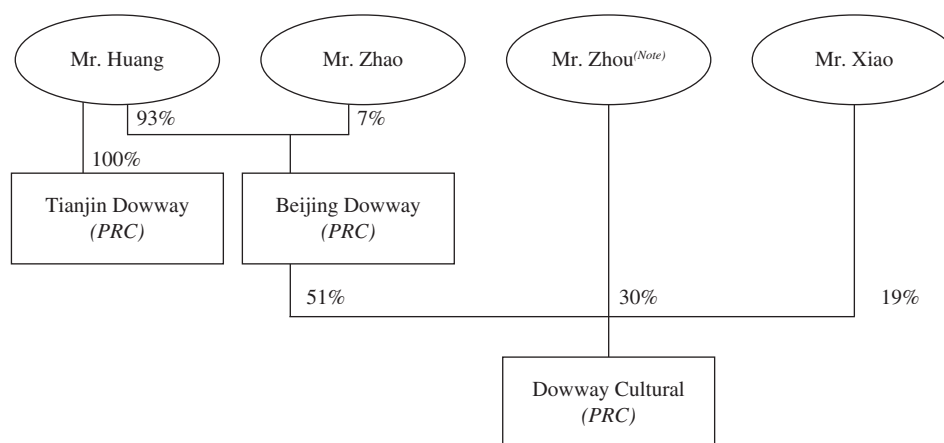 Mr. Huang
Mr. Zhao
Mr. Zhou(Note)
Mr. Xiao
93%
7%
100%
Tianjin Dowway
(PRC)
Beijing Dowway
(PRC)
51%
30%
19%
Dowway Cultural
(PRC)